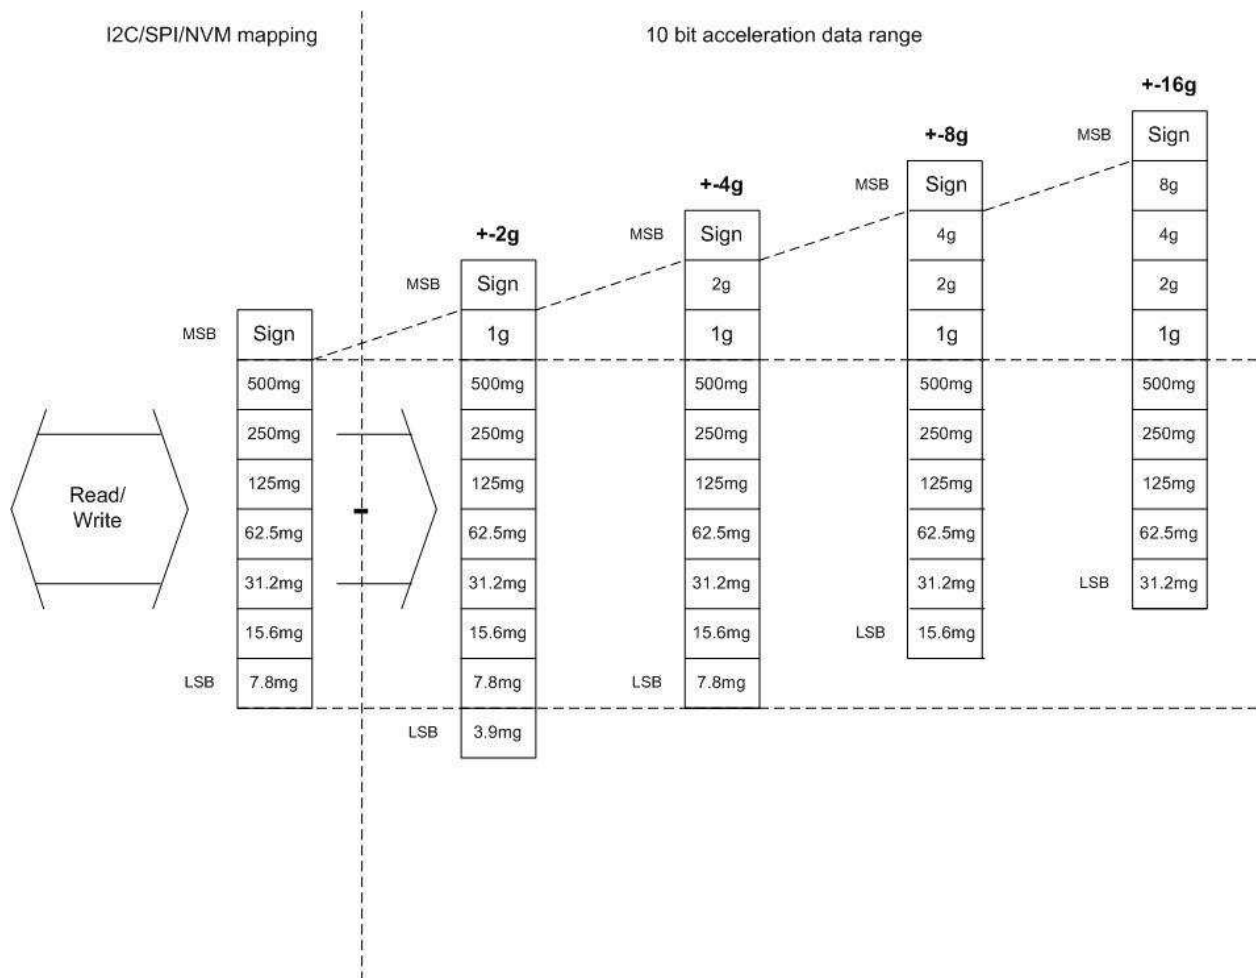 I2C/SPI/NVM mapping
10 bit acceleration data range
+-16g
MSB
Sign
8g
4g
2g
1g
500mg
250mg
125mg
62.5mg
LSB
31.2mg
+-8g
MSB
Sign
4g
2g
1g
500mg
250mg
125mg
62.5mg
31.2mg
LSB
15.6mg
+-4g
MSB
Sign
2g
1g
500mg
250mg
125mg
62.5mg
31.2mg
15.6mg
LSB
7.8mg
+-2g
MSB
Sign
1g
500mg
250mg
125mg
62.5mg
31.2mg
15.6mg
7.8mg
LSB
3.9mg
MSB
Sign
500mg
250mg
125mg
62.5mg
31.2mg
15.6mg
LSB
7.8mg
Read/
Write
-